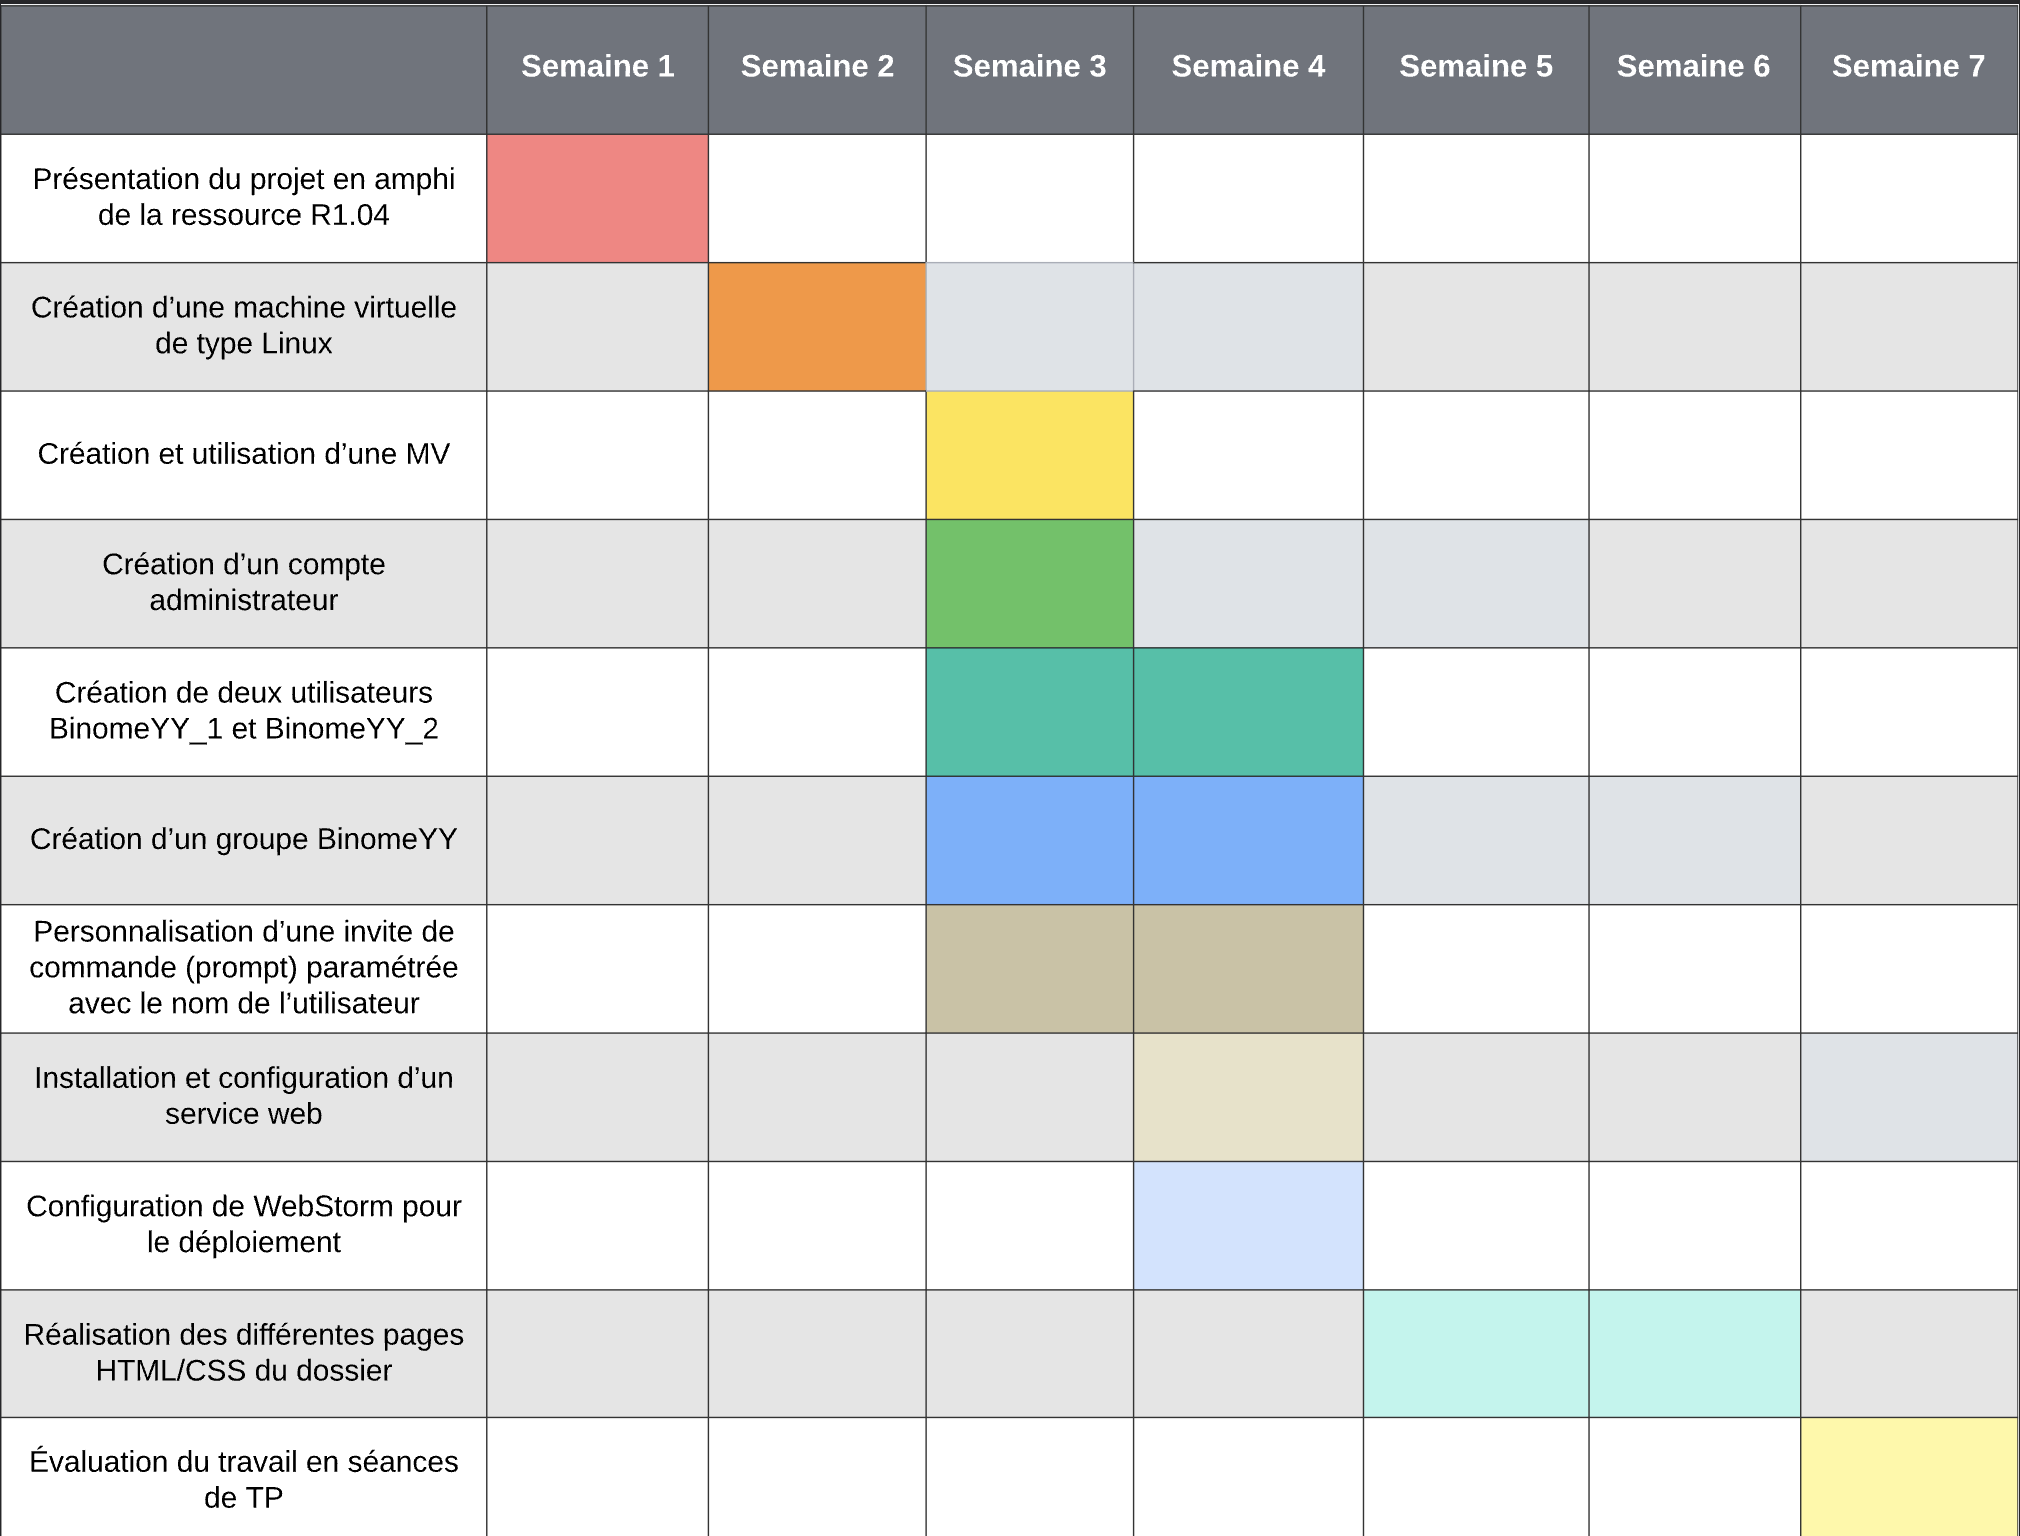 Semaine 1 Semaine 2 Semaine 3 Semaine 4 Semaine 5 Semaine 6 Semaine 7
Présentation du projet en amphi
de la ressource R1.04
Création d’une machine virtuelle
de type Linux
Création et utilisation d’une MV
Création d’un compte
administrateur
Création de deux utilisateurs
BinomeYY_1 et BinomeYY_2
Création d’un groupe BinomeYY
Personnalisation d’une invite de
commande (prompt) paramétrée
avec le nom de l’utilisateur
Installation et configuration d’un
service web
Configuration de WebStorm pour
le déploiement
Réalisation des différentes pages
HTML/CSS du dossier
Évaluation du travail en séances
de TP